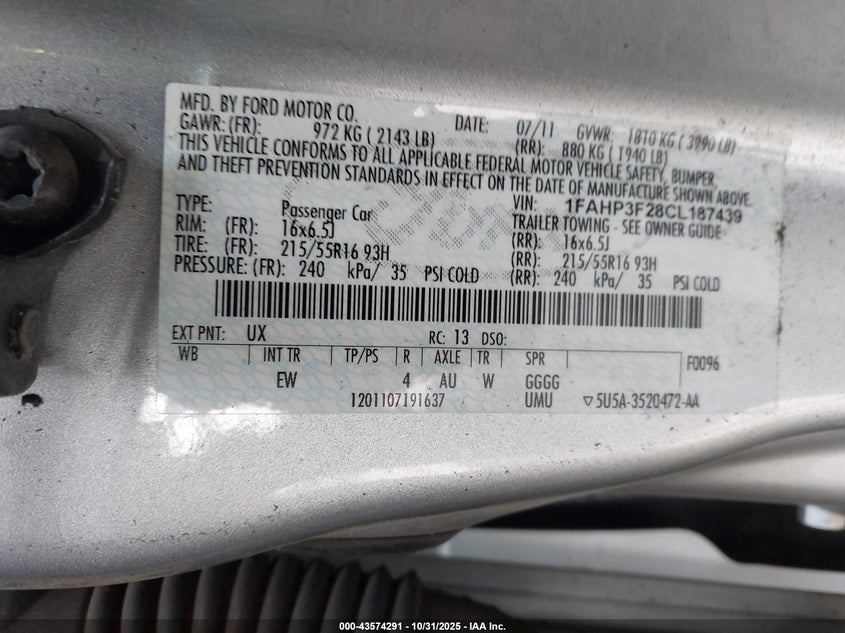 MFD. BY FORD MOTOR CO. DATE: 07/11 GVWR: 1810 KG ( 3990 LB)
GAWR: (FR): 972 KG ( 2143 LB) (RR): 880 KG ( 1940 LB)
THIS VEHICLE CONFORMS TO ALL APPLICABLE FEDERAL MOTOR VEHICLE SAFETY, BUMPER,
AND THEFT PREVENTION STANDARDS IN EFFECT ON THE DATE OF MANUFACTURE SHOWN ABOVE.
VIN: 1FAHP3F28CL187439
TYPE: Passenger Car TRAILER TOWING - SEE OWNER GUIDE
RIM: (FR): 16x6.5J (RR): 16x6.5J
TIRE: (FR): 215/55R16 93H (RR): 215/55R16 93H
PRESSURE: (FR): 240 kPa/ 35 PSI COLD (RR): 240 kPa/ 35 PSI COLD
EXT PNT: UX RC: 13 DSO:
WB INT TR TP/PS R AXLE TR SPR F0096
EW 4 AU W GGGG
1201107191637 UMU ▽5U5A-3520472-AA
000-43574291 - 10/31/2025 - IAA Inc.